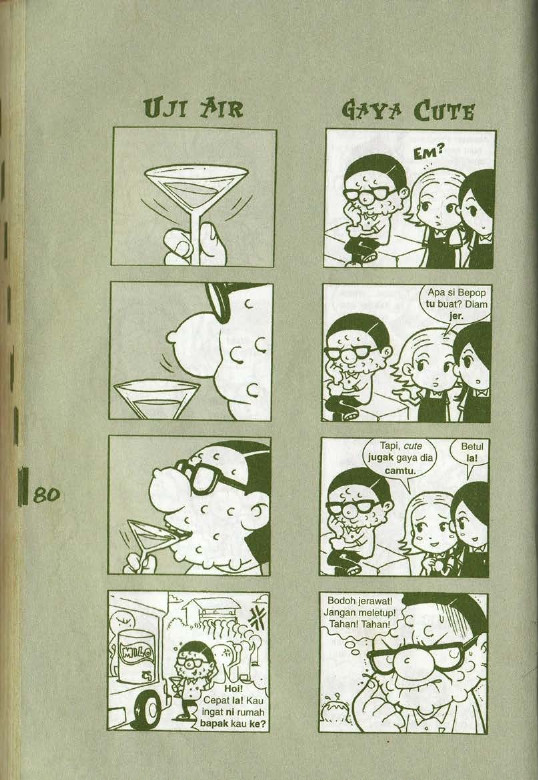 UJI AIR
MILO
Hoi!
Cepat la! Kau
ingat ni rumah
bapak kau ke?
GAYA CUTE
EM?
Apa si Bepop
tu buat? Diam
jer.
Tapi, cute
jugak gaya dia
camtu.
Betul
la!
Bodoh jerawat!
Jangan meletup!
Tahan! Tahan!
80